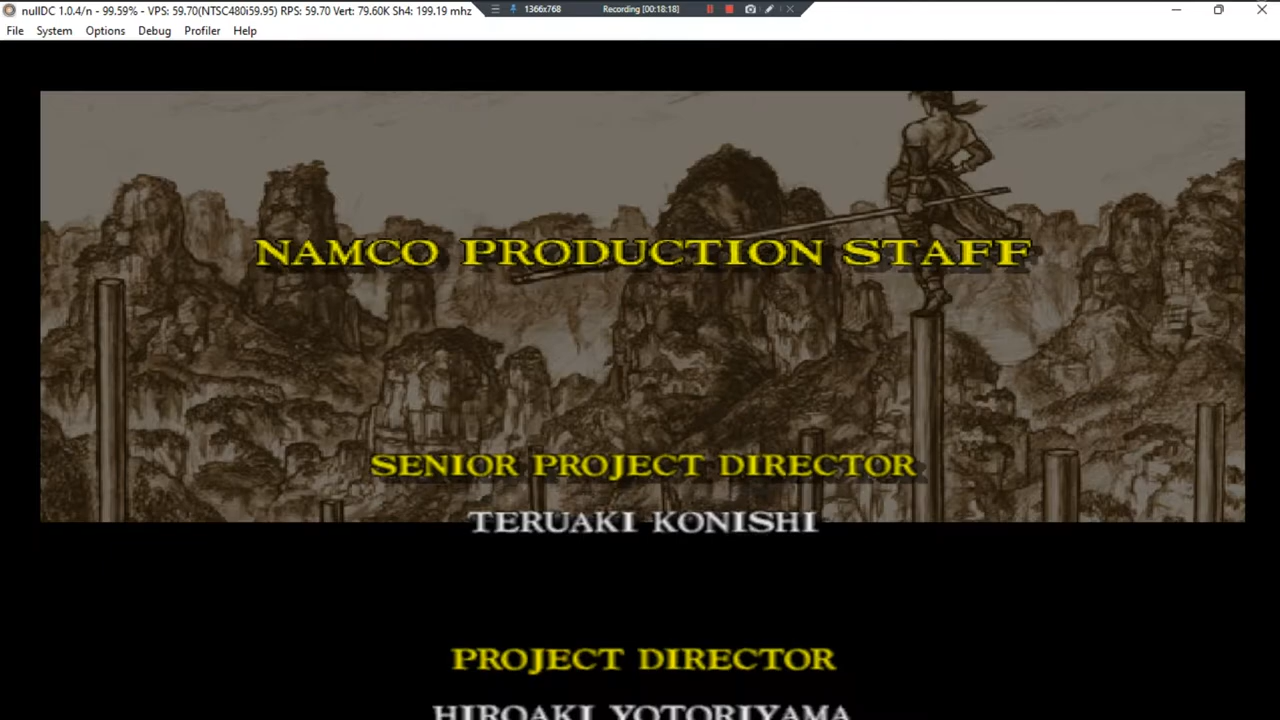 nullDC 1.0.4/n - 99.59% - VPS: 59.70(NTSC480i59.95) RPS: 59.70 Vert: 79.60K Sh4: 199.19 mhz
1366x768
Recording [00:18:18]
File System Options Debug Profiler Help
NAMCO PRODUCTION STAFF
SENIOR PROJECT DIRECTOR
TERUAKI KONISHI
PROJECT DIRECTOR
HIROAKI YOTORIYAMA